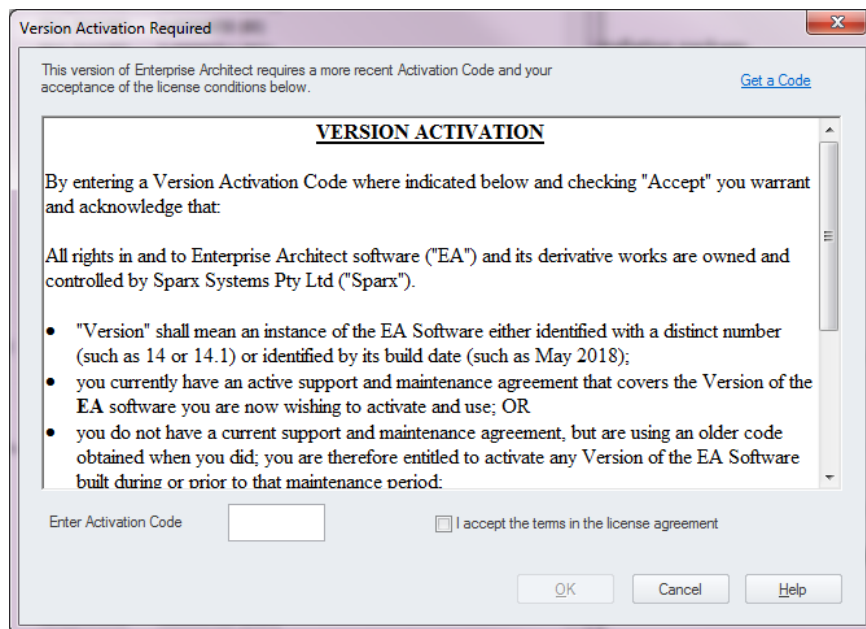 Version Activation Required
This version of Enterprise Architect requires a more recent Activation Code and your
acceptance of the license conditions below.
Get a Code
VERSION ACTIVATION
By entering a Version Activation Code where indicated below and checking "Accept" you warrant
and acknowledge that:
All rights in and to Enterprise Architect software ("EA") and its derivative works are owned and
controlled by Sparx Systems Pty Ltd ("Sparx").
• "Version" shall mean an instance of the EA Software either identified with a distinct number
(such as 14 or 14.1) or identified by its build date (such as May 2018);
• you currently have an active support and maintenance agreement that covers the Version of the
EA software you are now wishing to activate and use; OR
• you do not have a current support and maintenance agreement, but are using an older code
obtained when you did; you are therefore entitled to activate any Version of the EA Software
built during or prior to that maintenance period;
Enter Activation Code
I accept the terms in the license agreement
OK
Cancel
Help